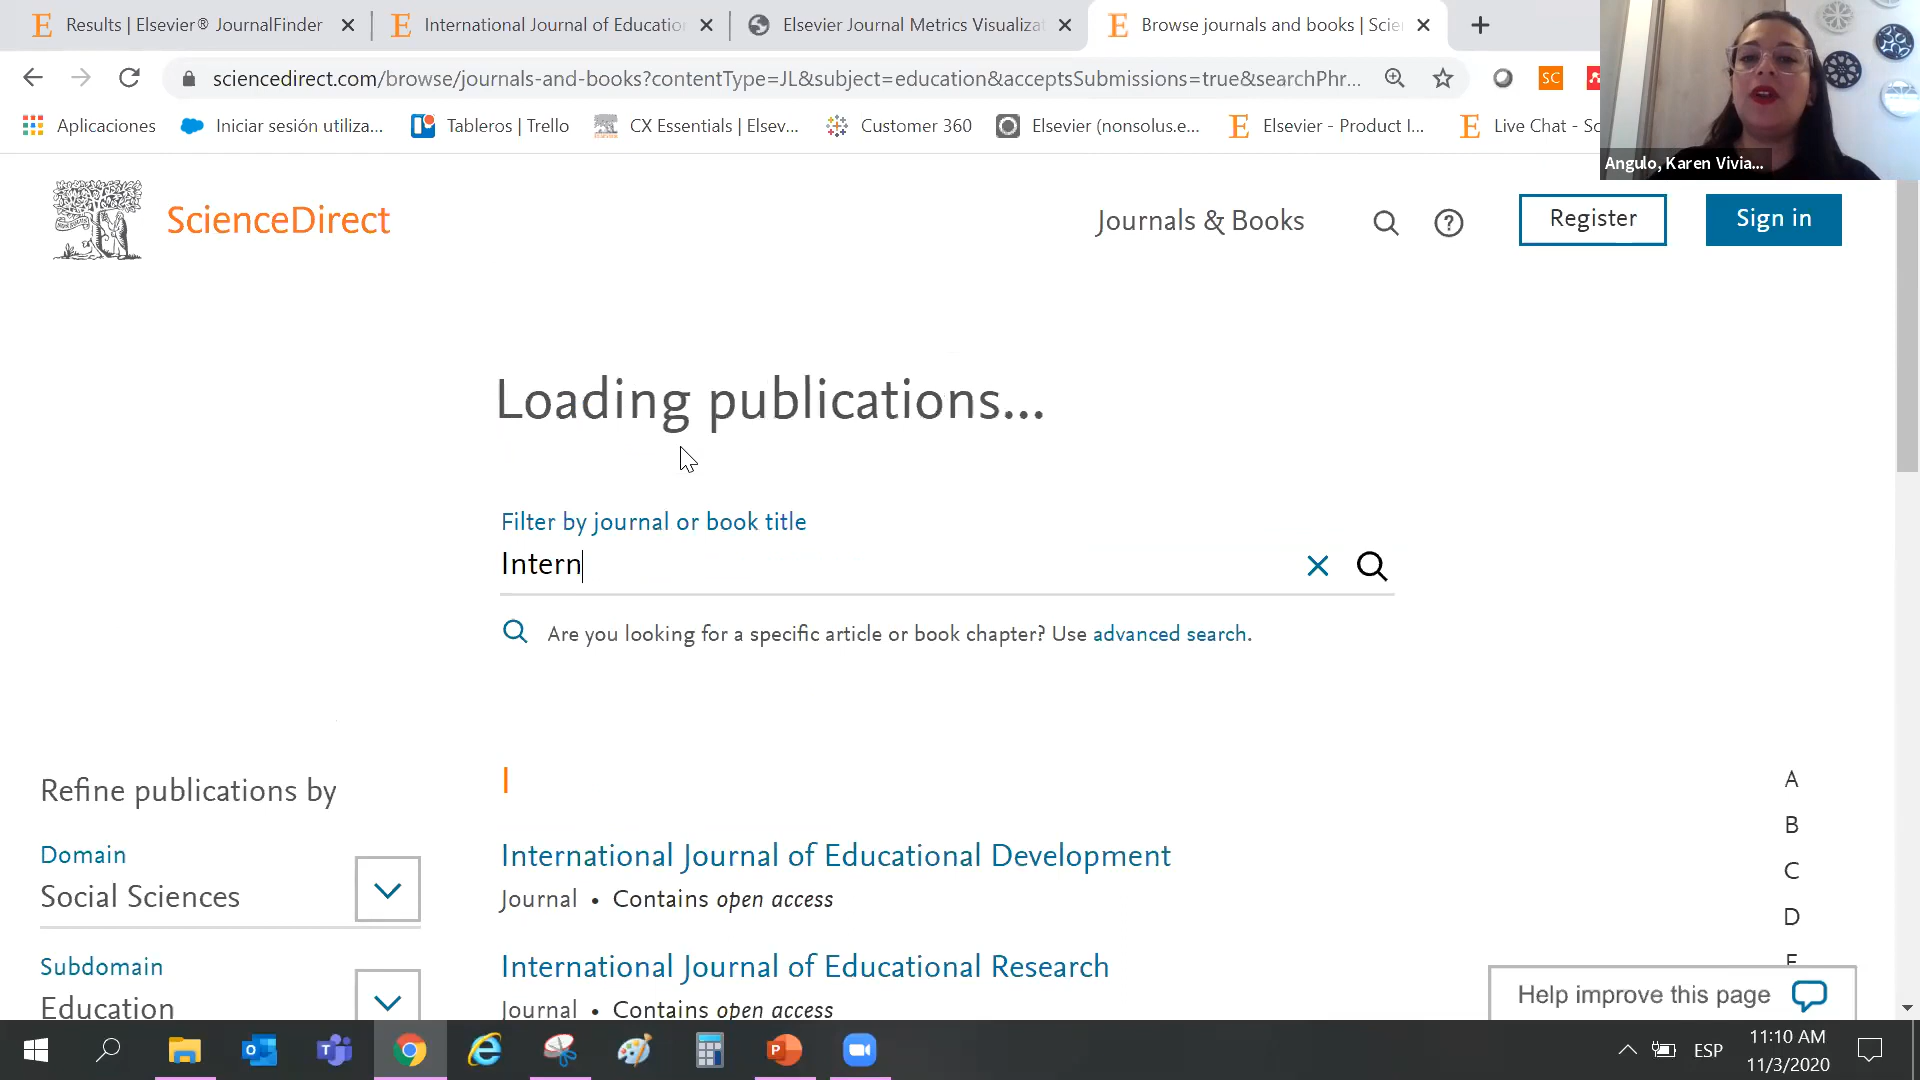 Results | Elsevier® JournalFinder
International Journal of Educatio
Elsevier Journal Metrics Visualiza
Browse journals and books | Scie
sciencedirect.com/browse/journals-and-books?contentType=JL&subject=education&acceptsSubmissions=true&searchPhr...
SC
Aplicaciones
Iniciar sesión utiliza...
Tableros | Trello
CX Essentials | Elsev...
Customer 360
Elsevier (nonsolus.e...
Elsevier - Product I...
Live Chat - Sc
Angulo, Karen Vivia...
ScienceDirect
Journals & Books
Register
Sign in
Loading publications...
Filter by journal or book title
Intern
Are you looking for a specific article or book chapter? Use advanced search.
Refine publications by
Domain
Social Sciences
Subdomain
Education
I
International Journal of Educational Development
Journal • Contains open access
International Journal of Educational Research
Journal • Contains open access
A
B
C
D
E
Help improve this page
ESP
11:10 AM
11/3/2020